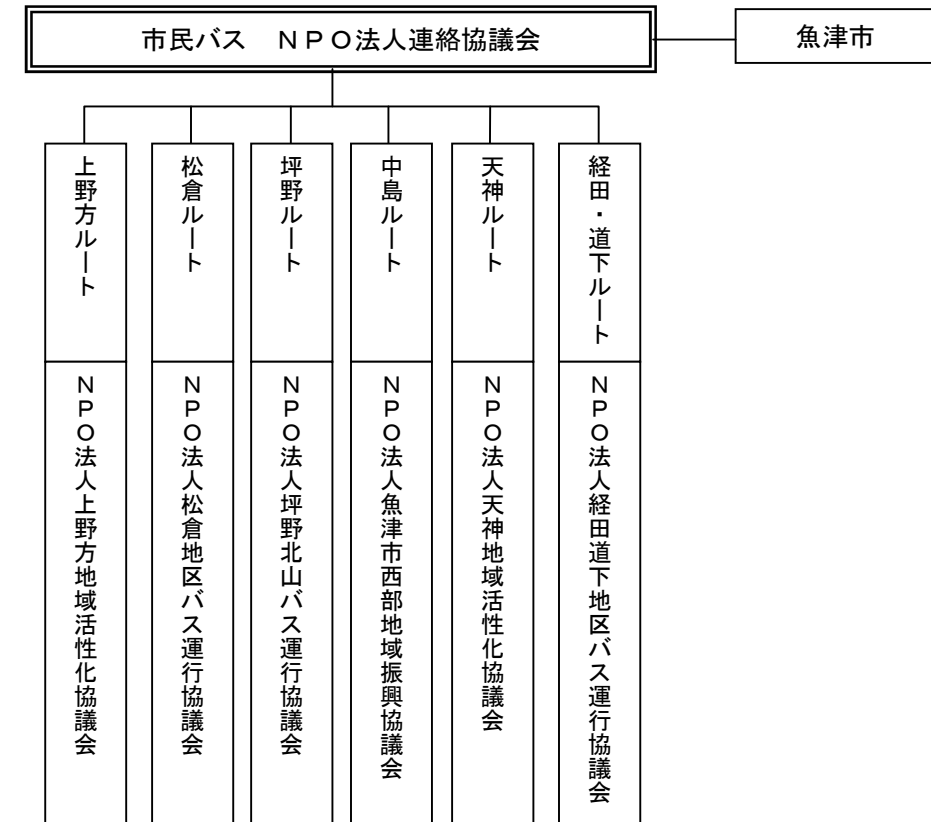 市民バス　ＮＰＯ法人連絡協議会
魚津市
上野方ルート
松倉ルート
坪野ルート
中島ルート
天神ルート
経田・道下ルート
ＮＰＯ法人上野方地域活性化協議会
ＮＰＯ法人松倉地区バス運行協議会
ＮＰＯ法人坪野北山バス運行協議会
ＮＰＯ法人魚津市西部地域振興協議会
ＮＰＯ法人天神地域活性化協議会
ＮＰＯ法人経田道下地区バス運行協議会